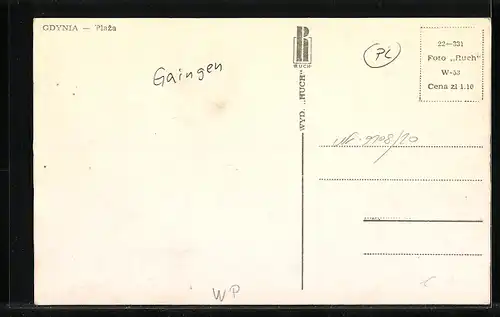 GDYNIA — Plaża
RUCH
WYD. „RUCH"
PL
22—331
Foto „Ruch"
W-53
Cena zł 1.10
Gaingen
WP